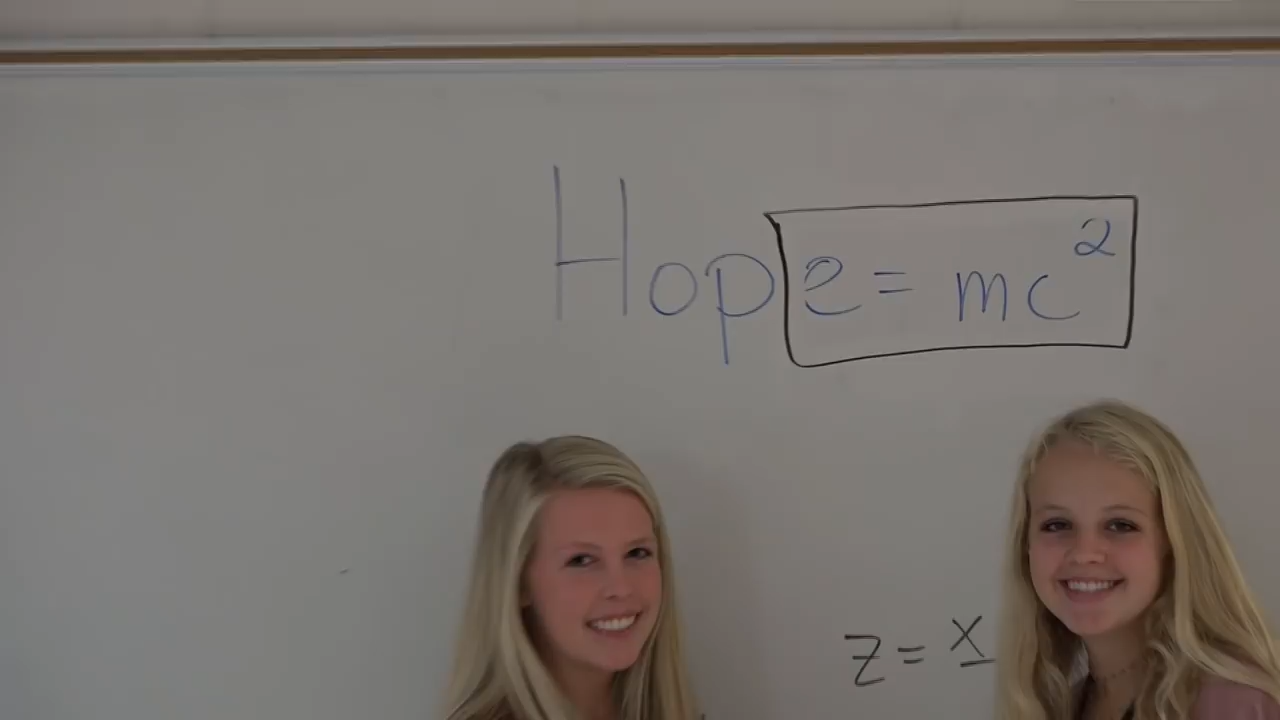 Hope = mc²
z = x